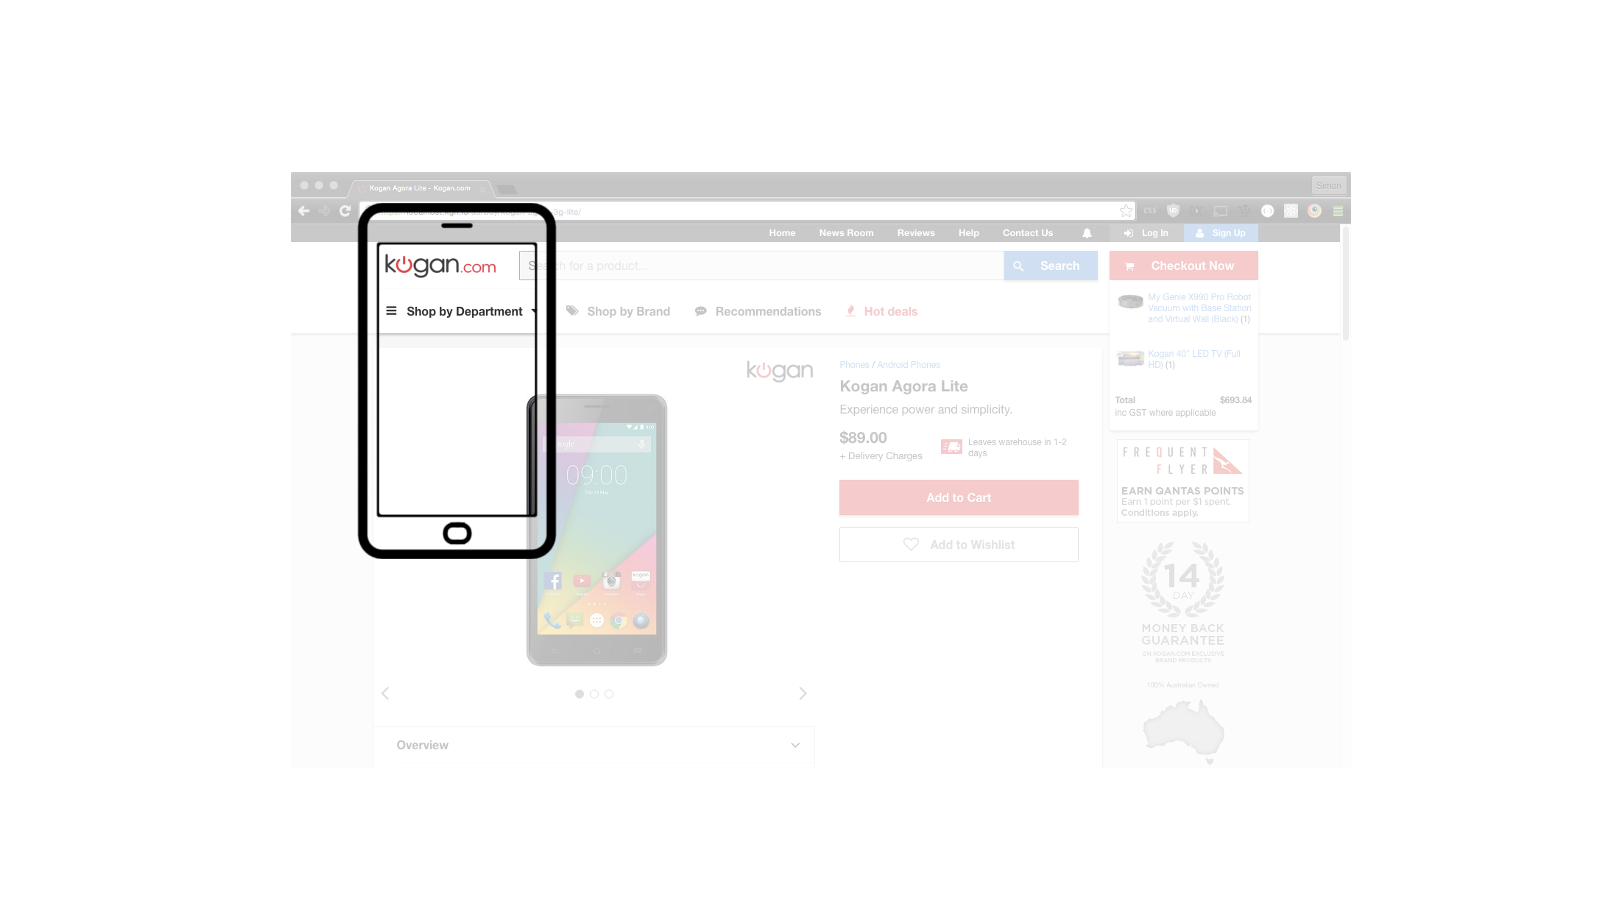 Kogan Agora Lite - Kogan.com
Simon
3g-lite/
Home News Room Reviews Help Contact Us Log In Sign Up
kogan.com
Search for a product...
Search
Checkout Now
Shop by Department
Shop by Brand
Recommendations
Hot deals
My Genie X990 Pro Robot
Vacuum with Base Station
and Virtual Wall (Black) (1)
Kogan 40" LED TV (Full
HD) (1)
Total $693.84
inc GST where applicable
kogan
Phones / Android Phones
Kogan Agora Lite
Experience power and simplicity.
$89.00
+ Delivery Charges
Leaves warehouse in 1-2
days
Add to Cart
Add to Wishlist
09:00
FREQUENT
FLYER
EARN QANTAS POINTS
Earn 1 point per $1 spent.
Conditions apply.
14
DAY
MONEY BACK
GUARANTEE
ON KOGAN.COM EXCLUSIVE
BRAND PRODUCTS
100% Australian Owned
Overview